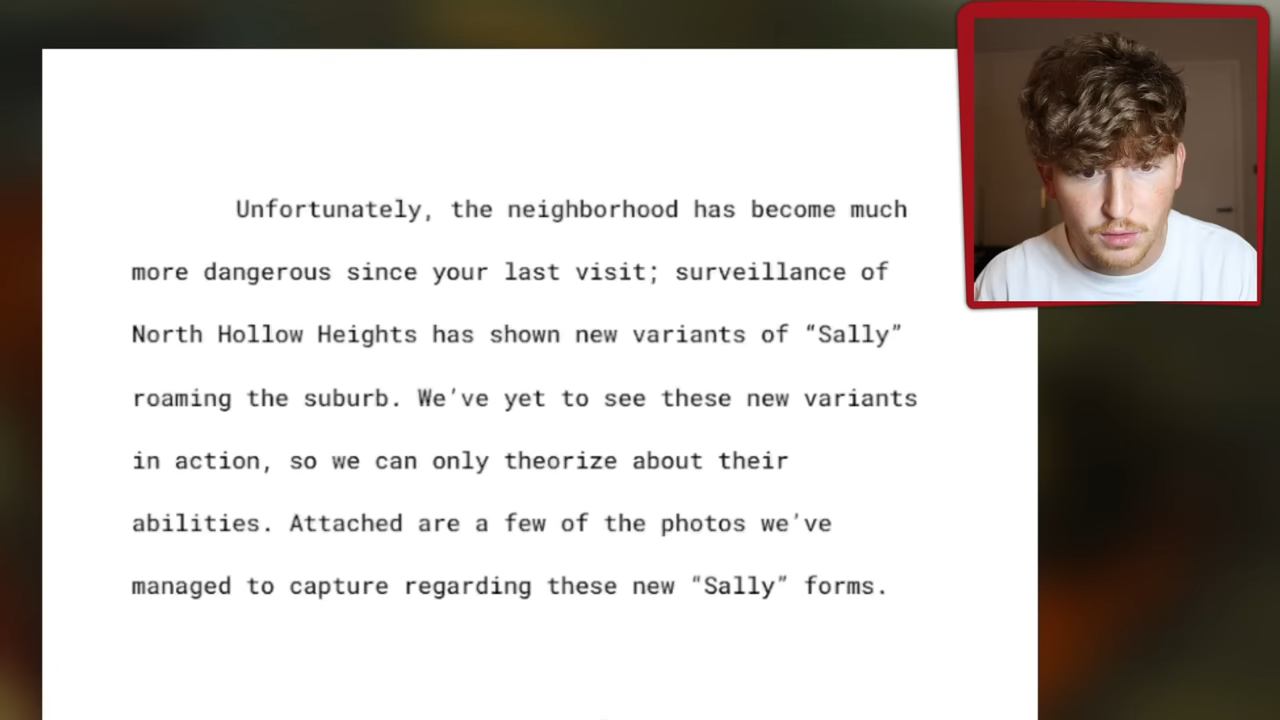 Unfortunately, the neighborhood has become much
more dangerous since your last visit; surveillance of
North Hollow Heights has shown new variants of “Sally”
roaming the suburb. We’ve yet to see these new variants
in action, so we can only theorize about their
abilities. Attached are a few of the photos we’ve
managed to capture regarding these new “Sally” forms.